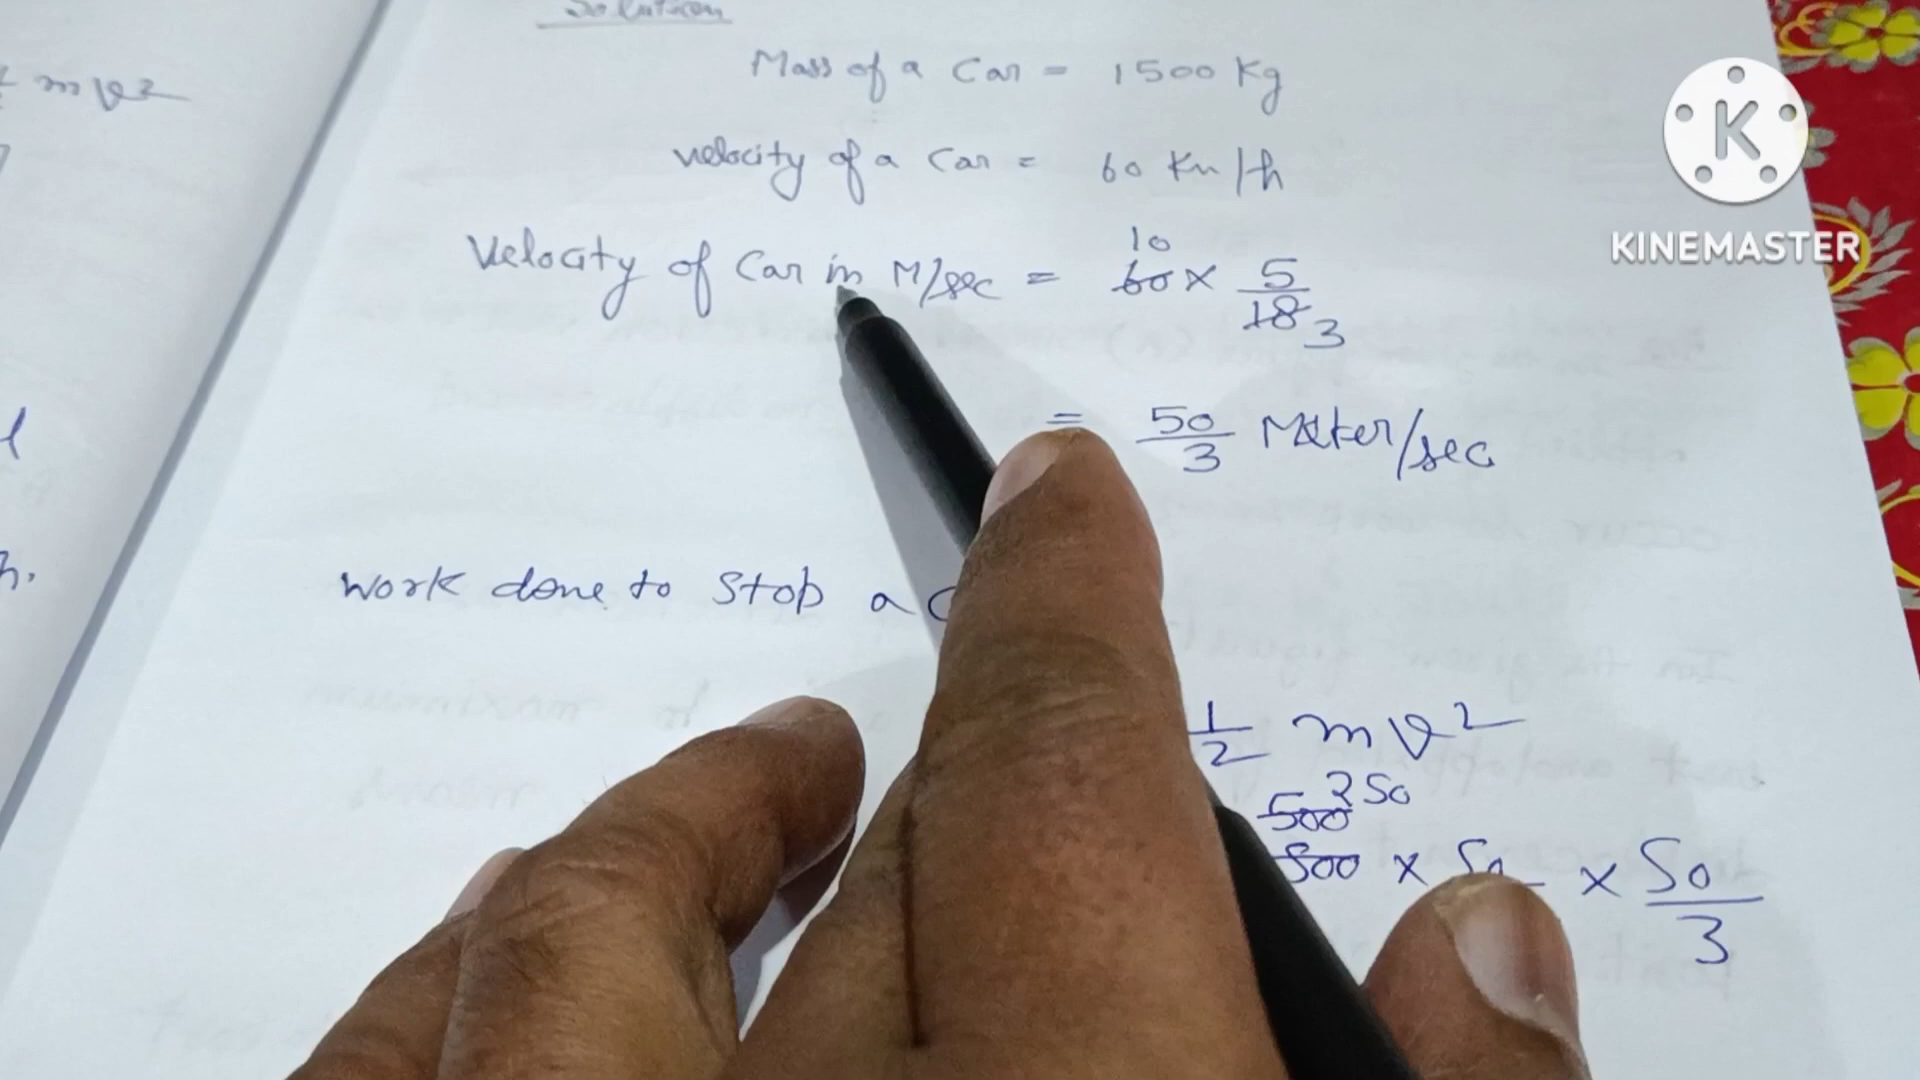 Solution
Mass of a Car = 1500 Kg
velocity of a Car = 60 Km/h
Velocity of Car in M/sec = 60 10 × 5/18 3
= 50/3 Meter/sec
Work done to Stop a
1/2 mv²
500 250
500 × 50 × 50/3
mv²
K
KINEMASTER